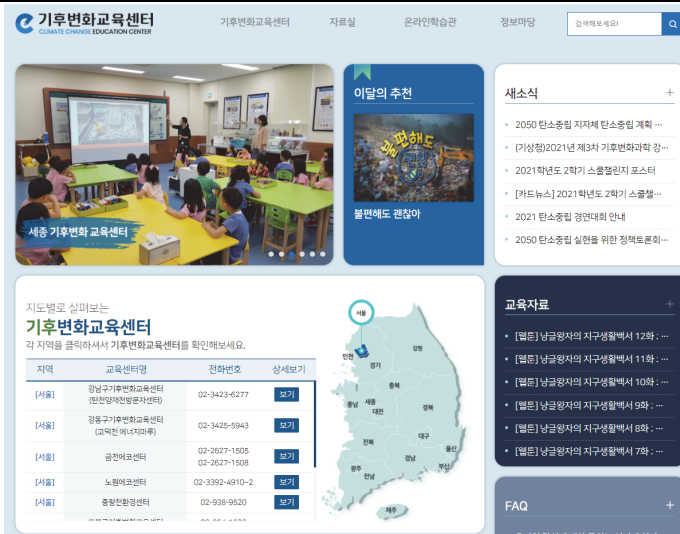 기후변화교육센터
CLIMATE CHANGE EDUCATION CENTER
기후변화교육센터 자료실 온라인학습관 정보마당
검색해보세요!
세종 기후변화 교육센터
이달의 추천
불편해도
불편해도 괜찮아
새소식 +
2050 탄소중립 지자체 탄소중립 계획 …
(기상청)2021년 제3차 기후변화과학 강…
2021학년도 2학기 스쿨챌린지 포스터
[카드뉴스] 2021학년도 2학기 스쿨챌…
2021 탄소중립 경연대회 안내
2050 탄소중립 실현을 위한 정책토론회…
지도별로 살펴보는
기후변화교육센터
각 지역을 클릭하셔서 기후변화교육센터를 확인해보세요.
지역 교육센터명 전화번호 상세보기
[서울] 강남구기후변화교육센터 (탄천양재천방문자센터) 02-3423-6277 보기
[서울] 강동구기후변화교육센터 (고덕천 에너지마루) 02-3425-5943 보기
[서울] 금천에코센터 02-2627-1505 02-2627-1508 보기
[서울] 노원에코센터 02-3392-4910~2 보기
[서울] 중랑천환경센터 02-938-9520 보기
서울
인천
경기
강원
충북
충남
세종
대전
경북
전북
대구
울산
경남
부산
광주
전남
제주
교육자료 +
[웹툰] 냥글왕자의 지구생활백서 12화 : …
[웹툰] 냥글왕자의 지구생활백서 11화 : …
[웹툰] 냥글왕자의 지구생활백서 10화 : …
[웹툰] 냥글왕자의 지구생활백서 9화 : …
[웹툰] 냥글왕자의 지구생활백서 8화 : …
[웹툰] 냥글왕자의 지구생활백서 7화 : …
FAQ +